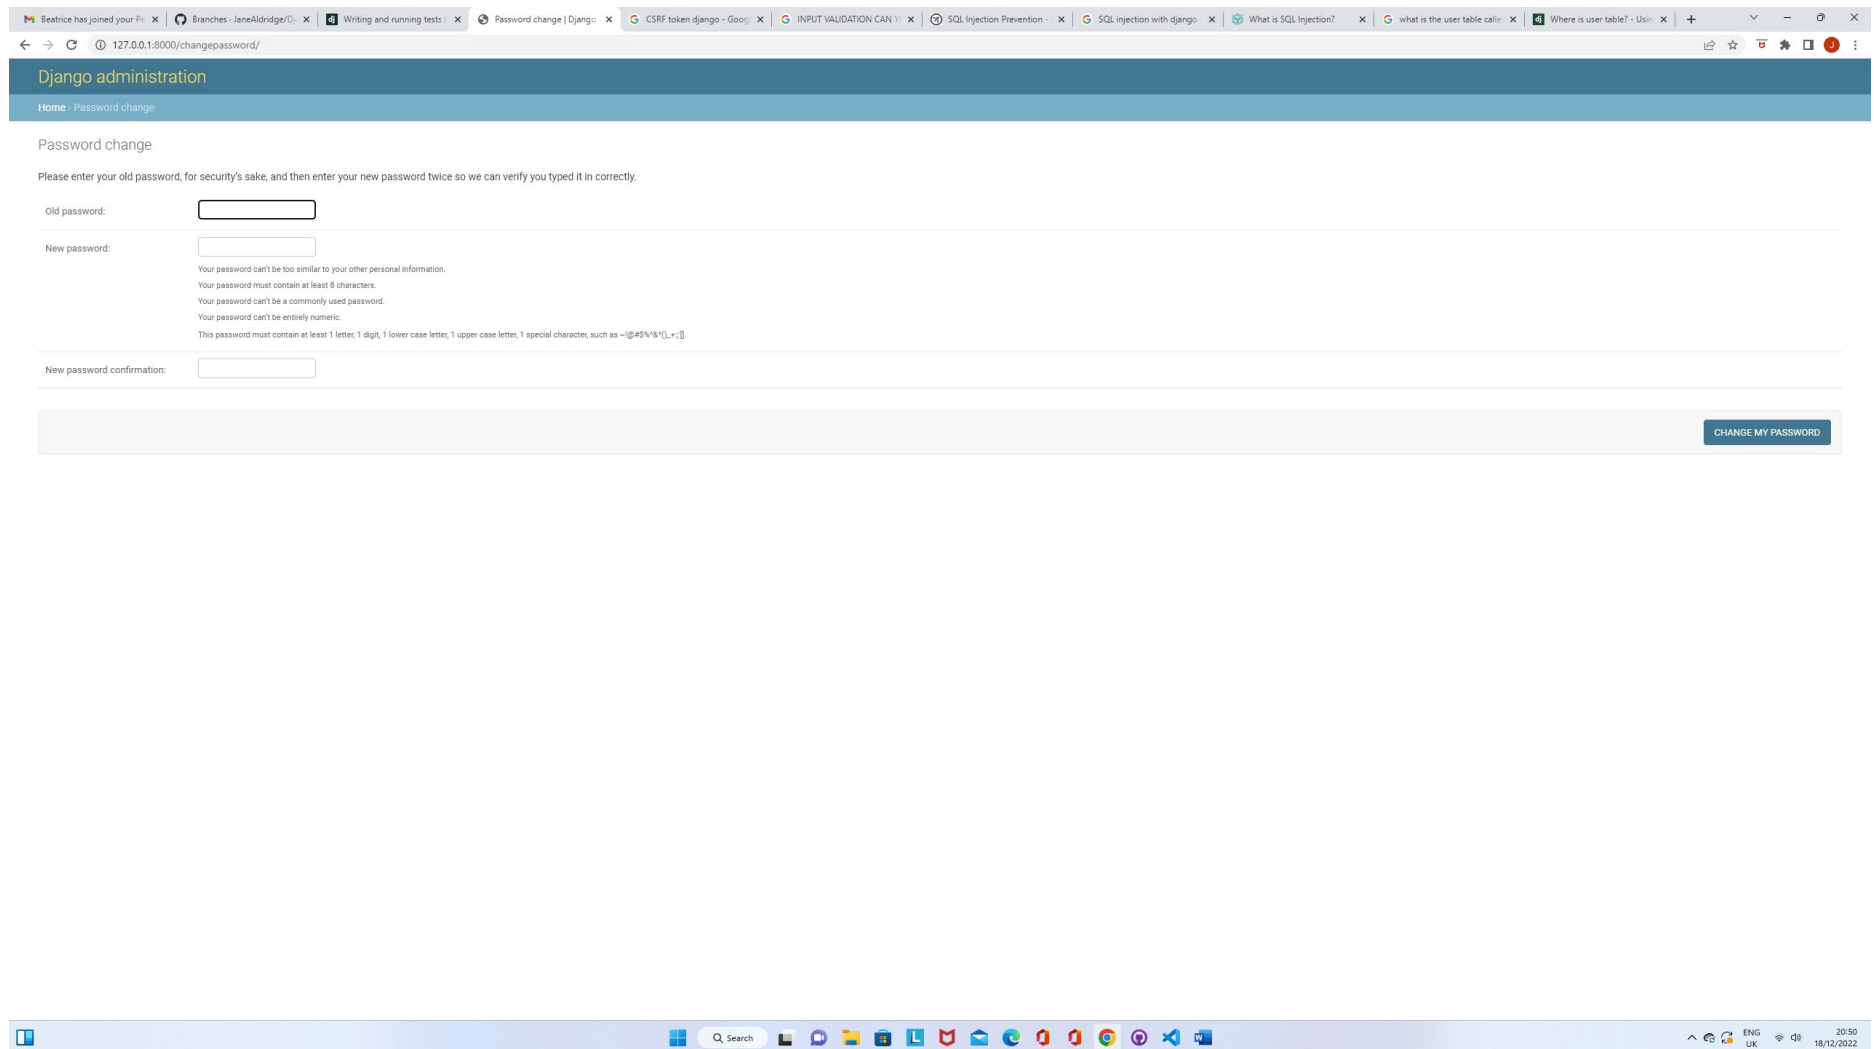 Beatrice has joined your Pe
Branches · JaneAldridge/Dj
Writing and running tests |
Password change | Django
CSRF token django - Goog
INPUT VALIDATION CAN Y
SQL Injection Prevention -
SQL injection with django -
What is SQL Injection?
what is the user table calle
Where is user table? - Usin
127.0.0.1:8000/changepassword/
J
Django administration
Home › Password change
Password change
Please enter your old password, for security's sake, and then enter your new password twice so we can verify you typed it in correctly.
Old password:
New password:
Your password can't be too similar to your other personal information.
Your password must contain at least 8 characters.
Your password can't be a commonly used password.
Your password can't be entirely numeric.
This password must contain at least 1 letter, 1 digit, 1 lower case letter, 1 upper case letter, 1 special character, such as ~!@#$%^&*()_+:;'[].
New password confirmation:
CHANGE MY PASSWORD
Search
ENG
UK
20:50
18/12/2022